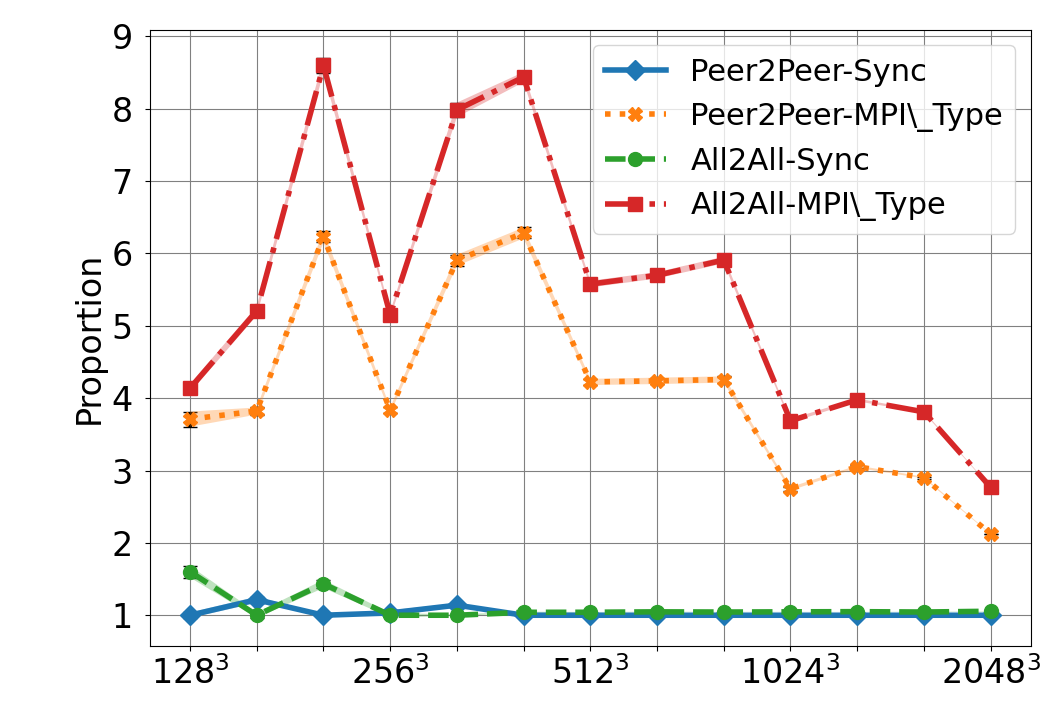 Proportion
9
8
7
6
5
4
3
2
1
Peer2Peer-Sync
Peer2Peer-MPI\_Type
All2All-Sync
All2All-MPI\_Type
128³ 256³ 512³ 1024³ 2048³